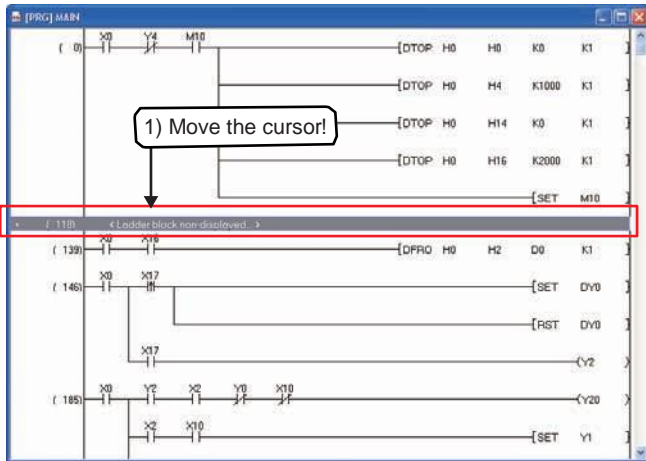 [PRG] MAIN
X0 Y4 M10
( 0) [DTOP H0 H0 K0 K1 ]
[DTOP H0 H4 K1000 K1 ]
1) Move the cursor!
[DTOP H0 H14 K0 K1 ]
[DTOP H0 H16 K2000 K1 ]
[SET M10 ]
( 118) < Ladder block non-displayed... >
X0 X16
( 139) [DFRO H0 H2 D0 K1 ]
X0 X17
( 146) [SET DY0 ]
[RST DY0 ]
X17
(Y2 )
X0 Y2 X2 Y0 X10
( 185) (Y20 )
X2 X10
[SET Y1 ]